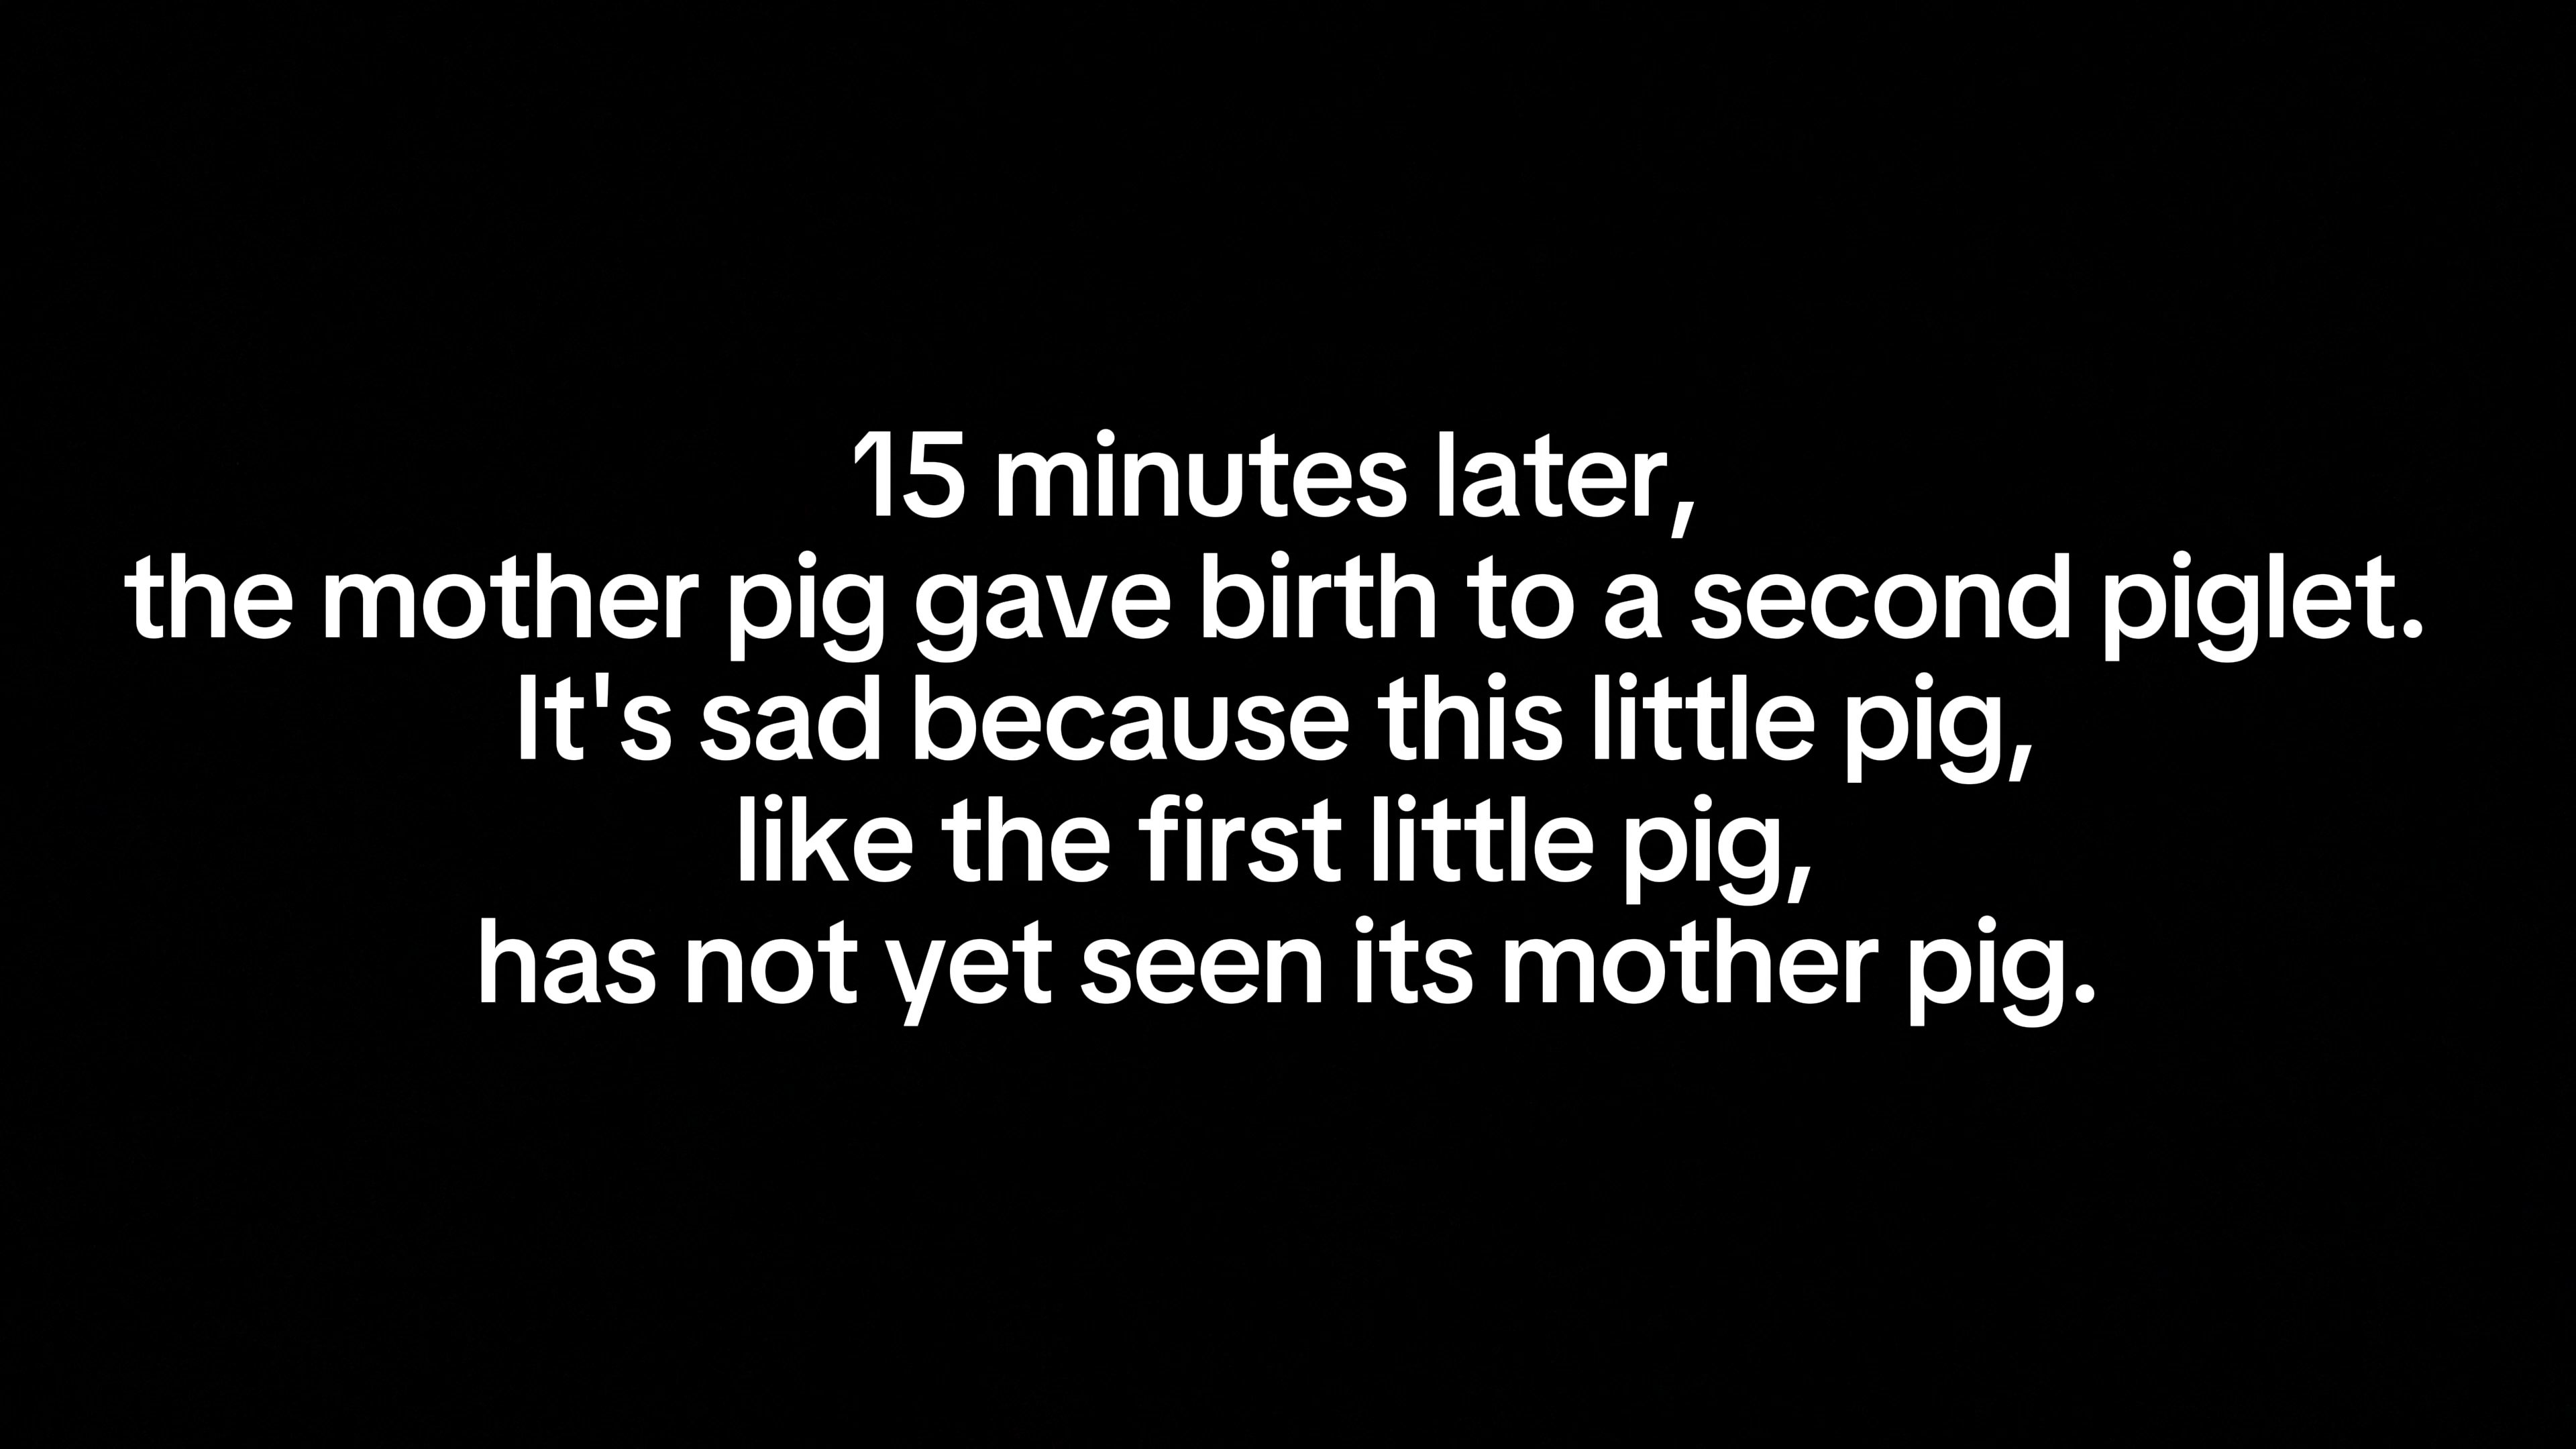 15 minutes later,
the mother pig gave birth to a second piglet.
It's sad because this little pig,
like the first little pig,
has not yet seen its mother pig.